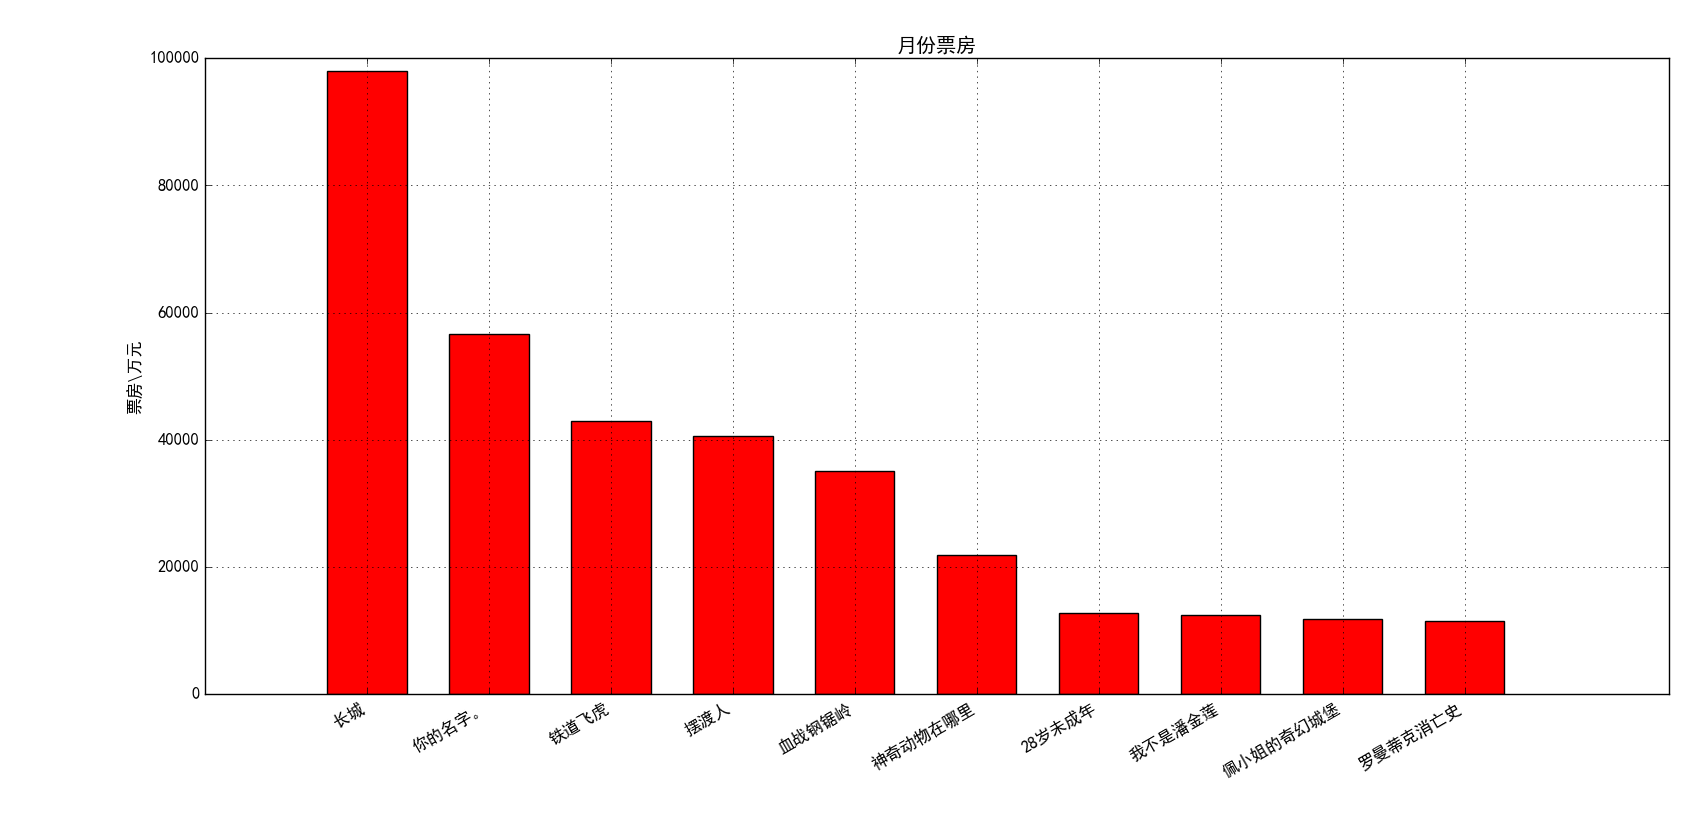 月份票房
票房\万元
100000
80000
60000
40000
20000
0
长城
你的名字。
铁道飞虎
摆渡人
血战钢锯岭
神奇动物在哪里
28岁未成年
我不是潘金莲
佩小姐的奇幻城堡
罗曼蒂克消亡史